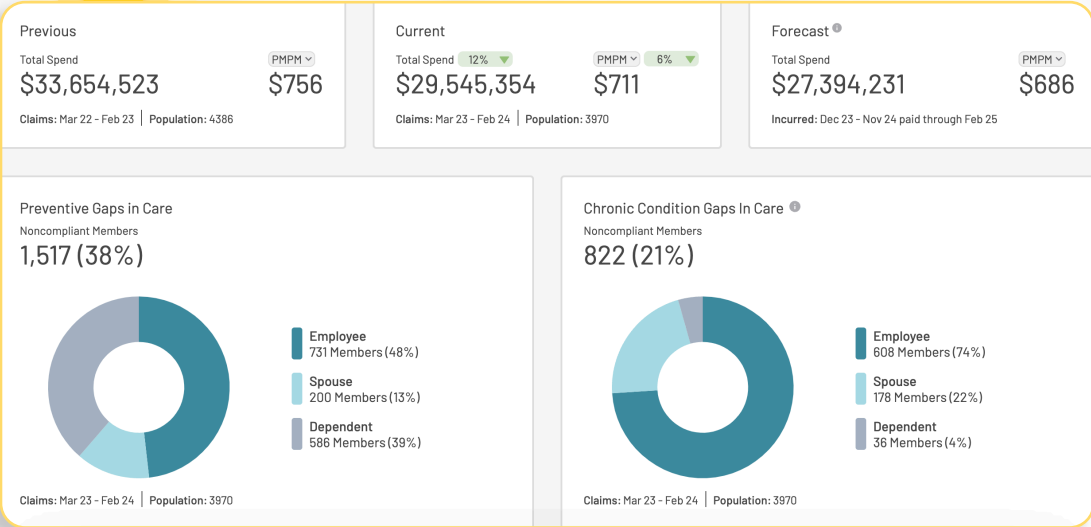 Previous
Total Spend PMPM
$33,654,523 $756
Claims: Mar 22 - Feb 23 | Population: 4386
Current
Total Spend 12% PMPM 6%
$29,545,354 $711
Claims: Mar 23 - Feb 24 | Population: 3970
Forecast
Total Spend PMPM
$27,394,231 $686
Incurred: Dec 23 - Nov 24 paid through Feb 25
Preventive Gaps in Care
Noncompliant Members
1,517 (38%)
Employee
731 Members (48%)
Spouse
200 Members (13%)
Dependent
586 Members (39%)
Claims: Mar 23 - Feb 24 | Population: 3970
Chronic Condition Gaps In Care
Noncompliant Members
822 (21%)
Employee
608 Members (74%)
Spouse
178 Members (22%)
Dependent
36 Members (4%)
Claims: Mar 23 - Feb 24 | Population: 3970